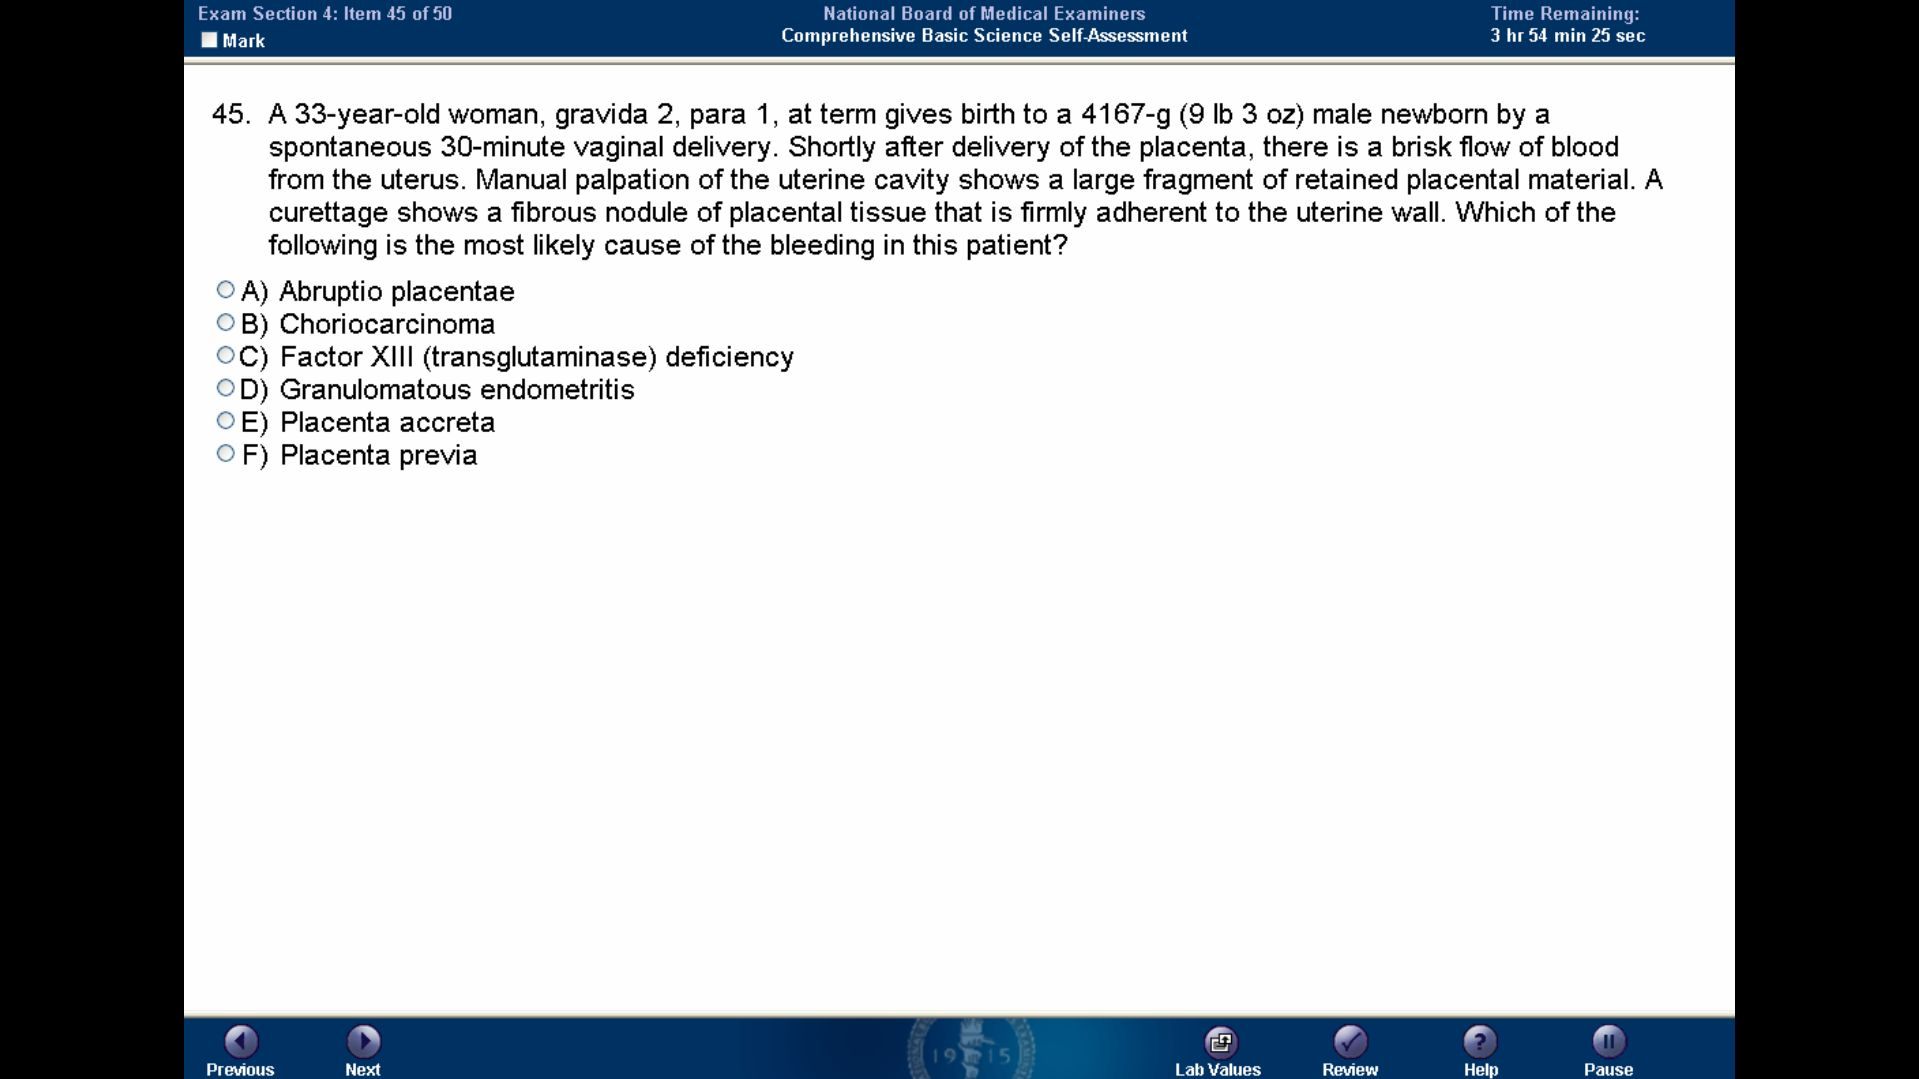 Exam Section 4: Item 45 of 50
National Board of Medical Examiners
Time Remaining:
Mark
Comprehensive Basic Science Self-Assessment
3 hr 54 min 25 sec
45. A 33-year-old woman, gravida 2, para 1, at term gives birth to a 4167-g (9 lb 3 oz) male newborn by a
spontaneous 30-minute vaginal delivery. Shortly after delivery of the placenta, there is a brisk flow of blood
from the uterus. Manual palpation of the uterine cavity shows a large fragment of retained placental material. A
curettage shows a fibrous nodule of placental tissue that is firmly adherent to the uterine wall. Which of the
following is the most likely cause of the bleeding in this patient?
A) Abruptio placentae
B) Choriocarcinoma
C) Factor XIII (transglutaminase) deficiency
D) Granulomatous endometritis
E) Placenta accreta
F) Placenta previa
1915
Previous
Next
Lab Values
Review
Help
Pause